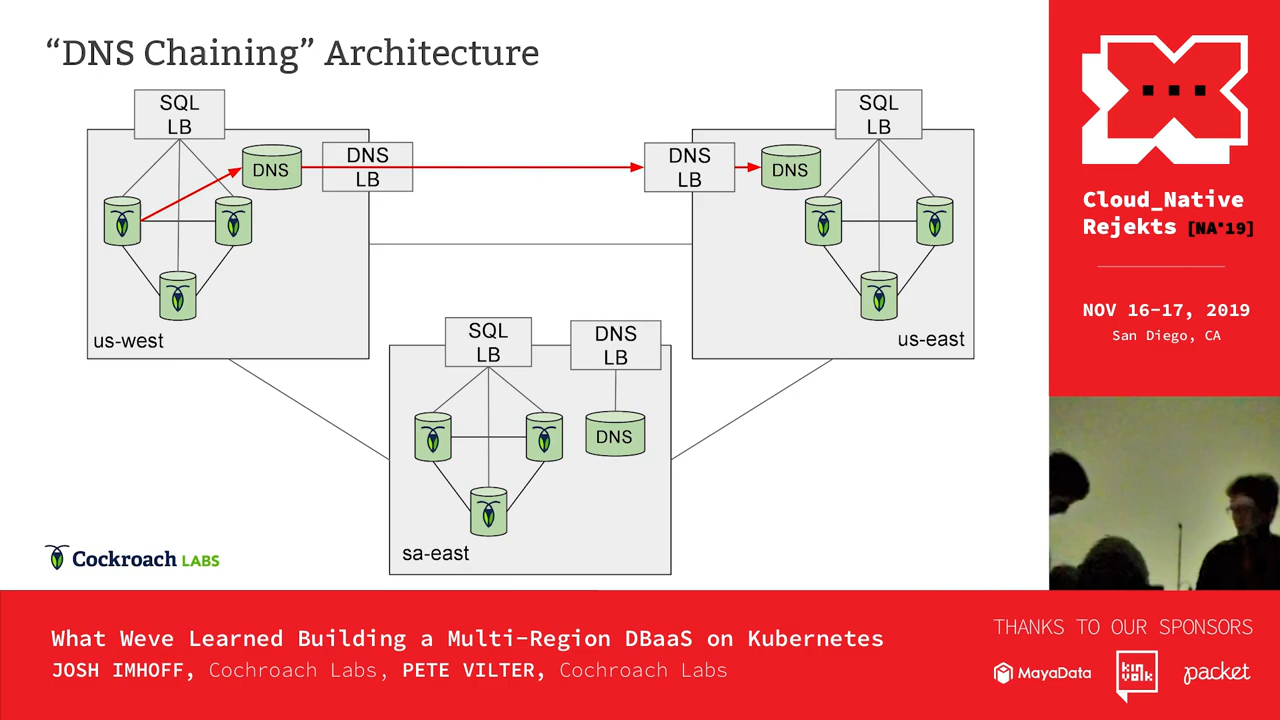 “DNS Chaining” Architecture
SQL
LB
DNS
DNS
LB
us-west
SQL
LB
DNS
LB
DNS
us-east
SQL
LB
DNS
LB
DNS
sa-east
Cockroach LABS
Cloud_Native
Rejekts [NA'19]
NOV 16-17, 2019
San Diego, CA
What Weve Learned Building a Multi-Region DBaaS on Kubernetes
JOSH IMHOFF, Cochroach Labs, PETE VILTER, Cochroach Labs
THANKS TO OUR SPONSORS
MayaData
kin
volk
packet